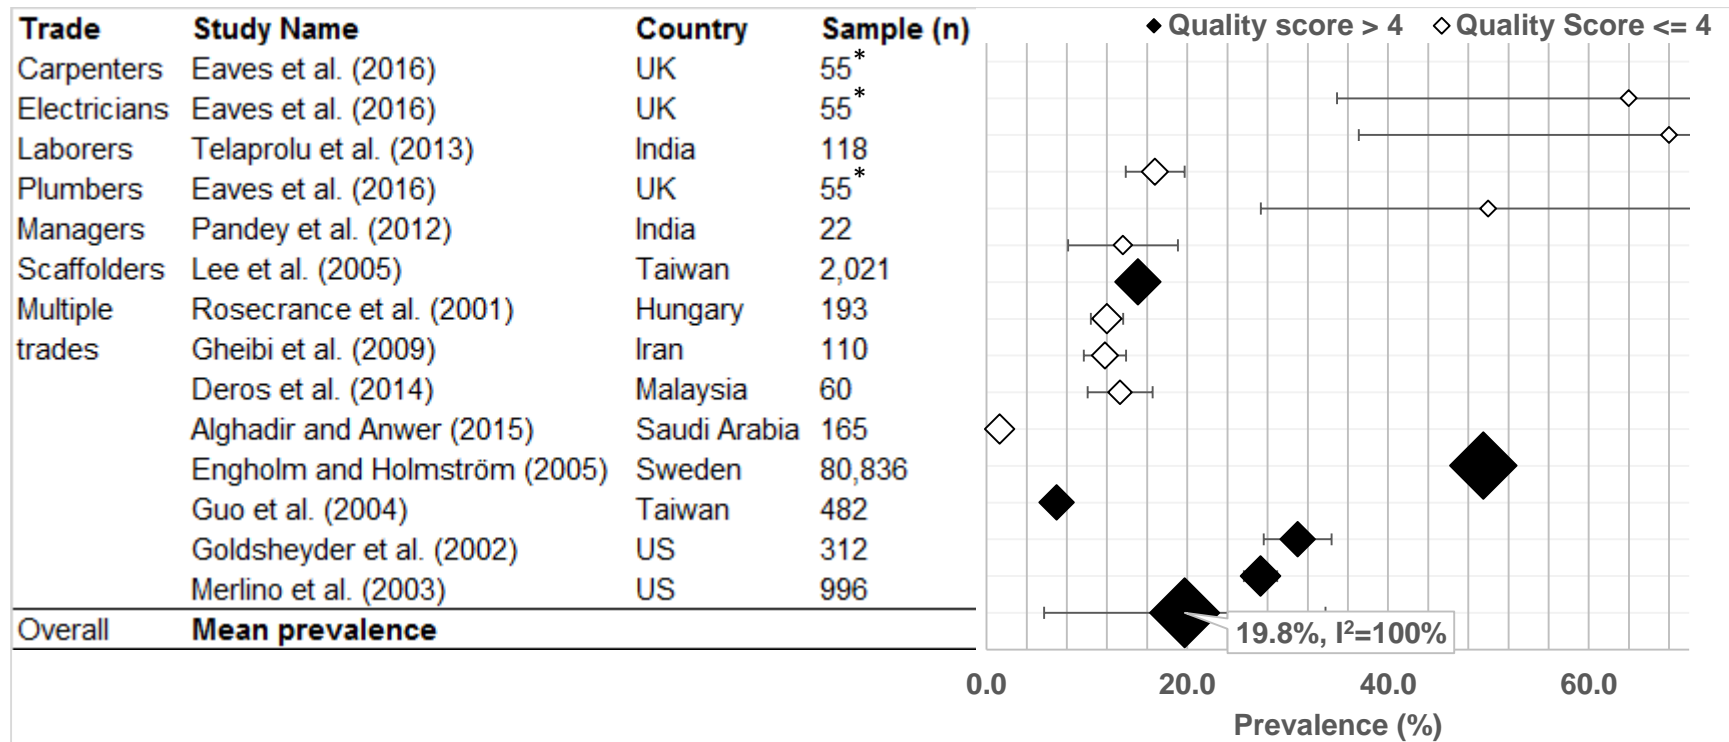 Trade Study Name Country Sample (n) Quality score > 4 Quality Score <= 4
Carpenters Eaves et al. (2016) UK 55*
Electricians Eaves et al. (2016) UK 55*
Laborers Telaprolu et al. (2013) India 118
Plumbers Eaves et al. (2016) UK 55*
Managers Pandey et al. (2012) India 22
Scaffolders Lee et al. (2005) Taiwan 2,021
Multiple Rosecrance et al. (2001) Hungary 193
trades Gheibi et al. (2009) Iran 110
Deros et al. (2014) Malaysia 60
Alghadir and Anwer (2015) Saudi Arabia 165
Engholm and Holmström (2005) Sweden 80,836
Guo et al. (2004) Taiwan 482
Goldsheyder et al. (2002) US 312
Merlino et al. (2003) US 996
Overall Mean prevalence 19.8%, I²=100%
0.0 20.0 40.0 60.0
Prevalence (%)